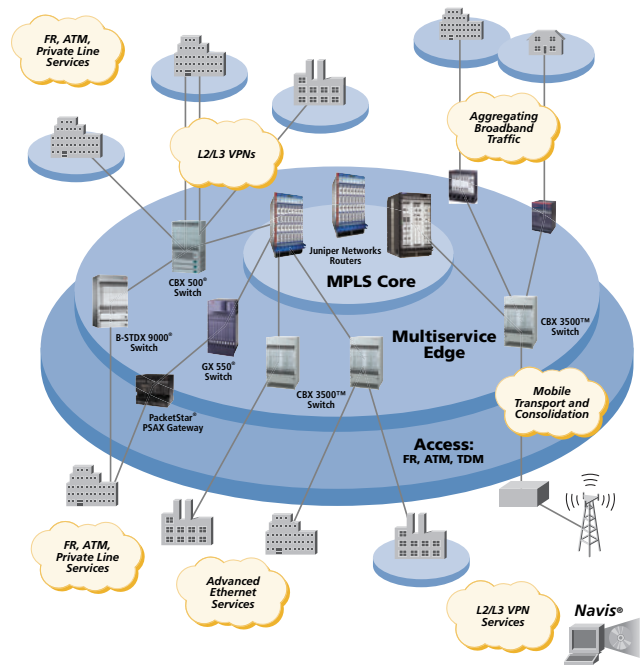 FR, ATM,
Private Line
Services
L2/L3 VPNs
Aggregating
Broadband
Traffic
Juniper Networks
Routers
MPLS Core
CBX 500®
Switch
B-STDX 9000®
Switch
GX 550®
Switch
CBX 3500™
Switch
Multiservice
Edge
CBX 3500™
Switch
PacketStar®
PSAX Gateway
Mobile
Transport and
Consolidation
Access:
FR, ATM, TDM
FR, ATM,
Private Line
Services
Advanced
Ethernet
Services
L2/L3 VPN
Services
Navis®